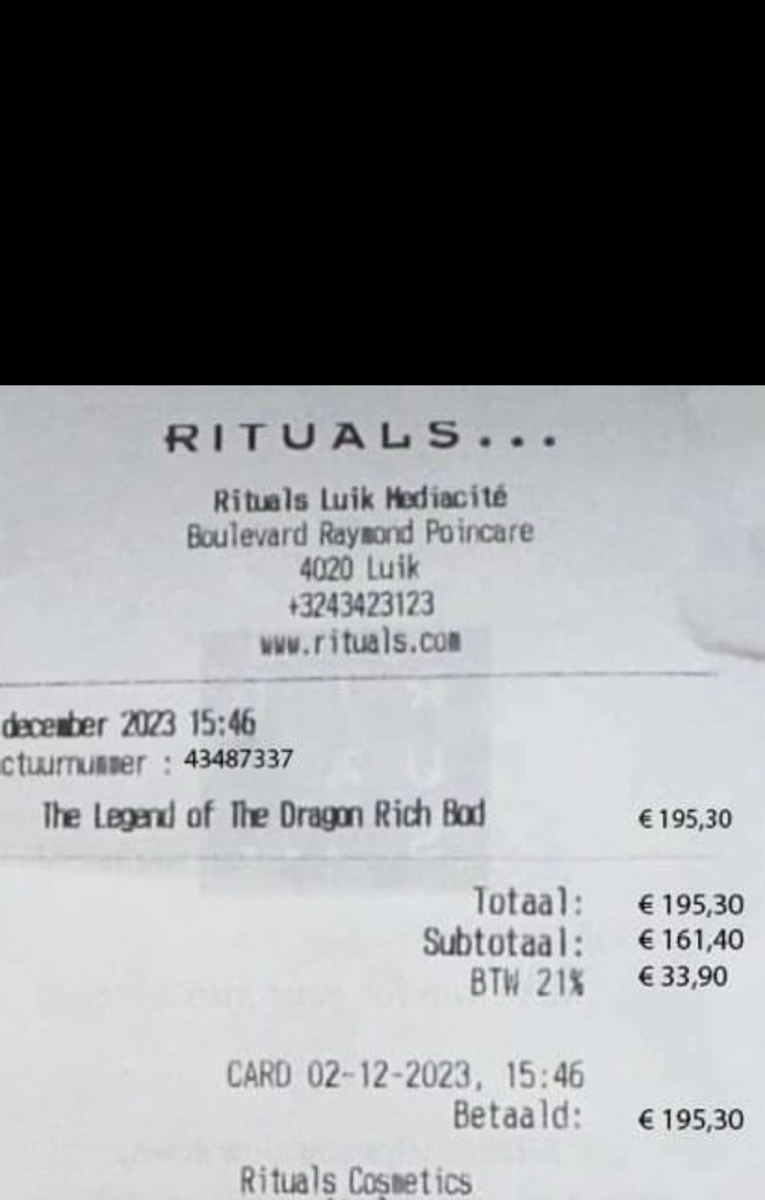 RITUALS...
Rituals Luik Mediacité
Boulevard Raymond Poincare
4020 Luik
+3243423123
www.rituals.com
december 2023 15:46
ctuurnummer : 43487337
The Legend of The Dragon Rich Bod € 195,30
Totaal: € 195,30
Subtotaal: € 161,40
BTW 21% € 33,90
CARD 02-12-2023, 15:46
Betaald: € 195,30
Rituals Cosmetics